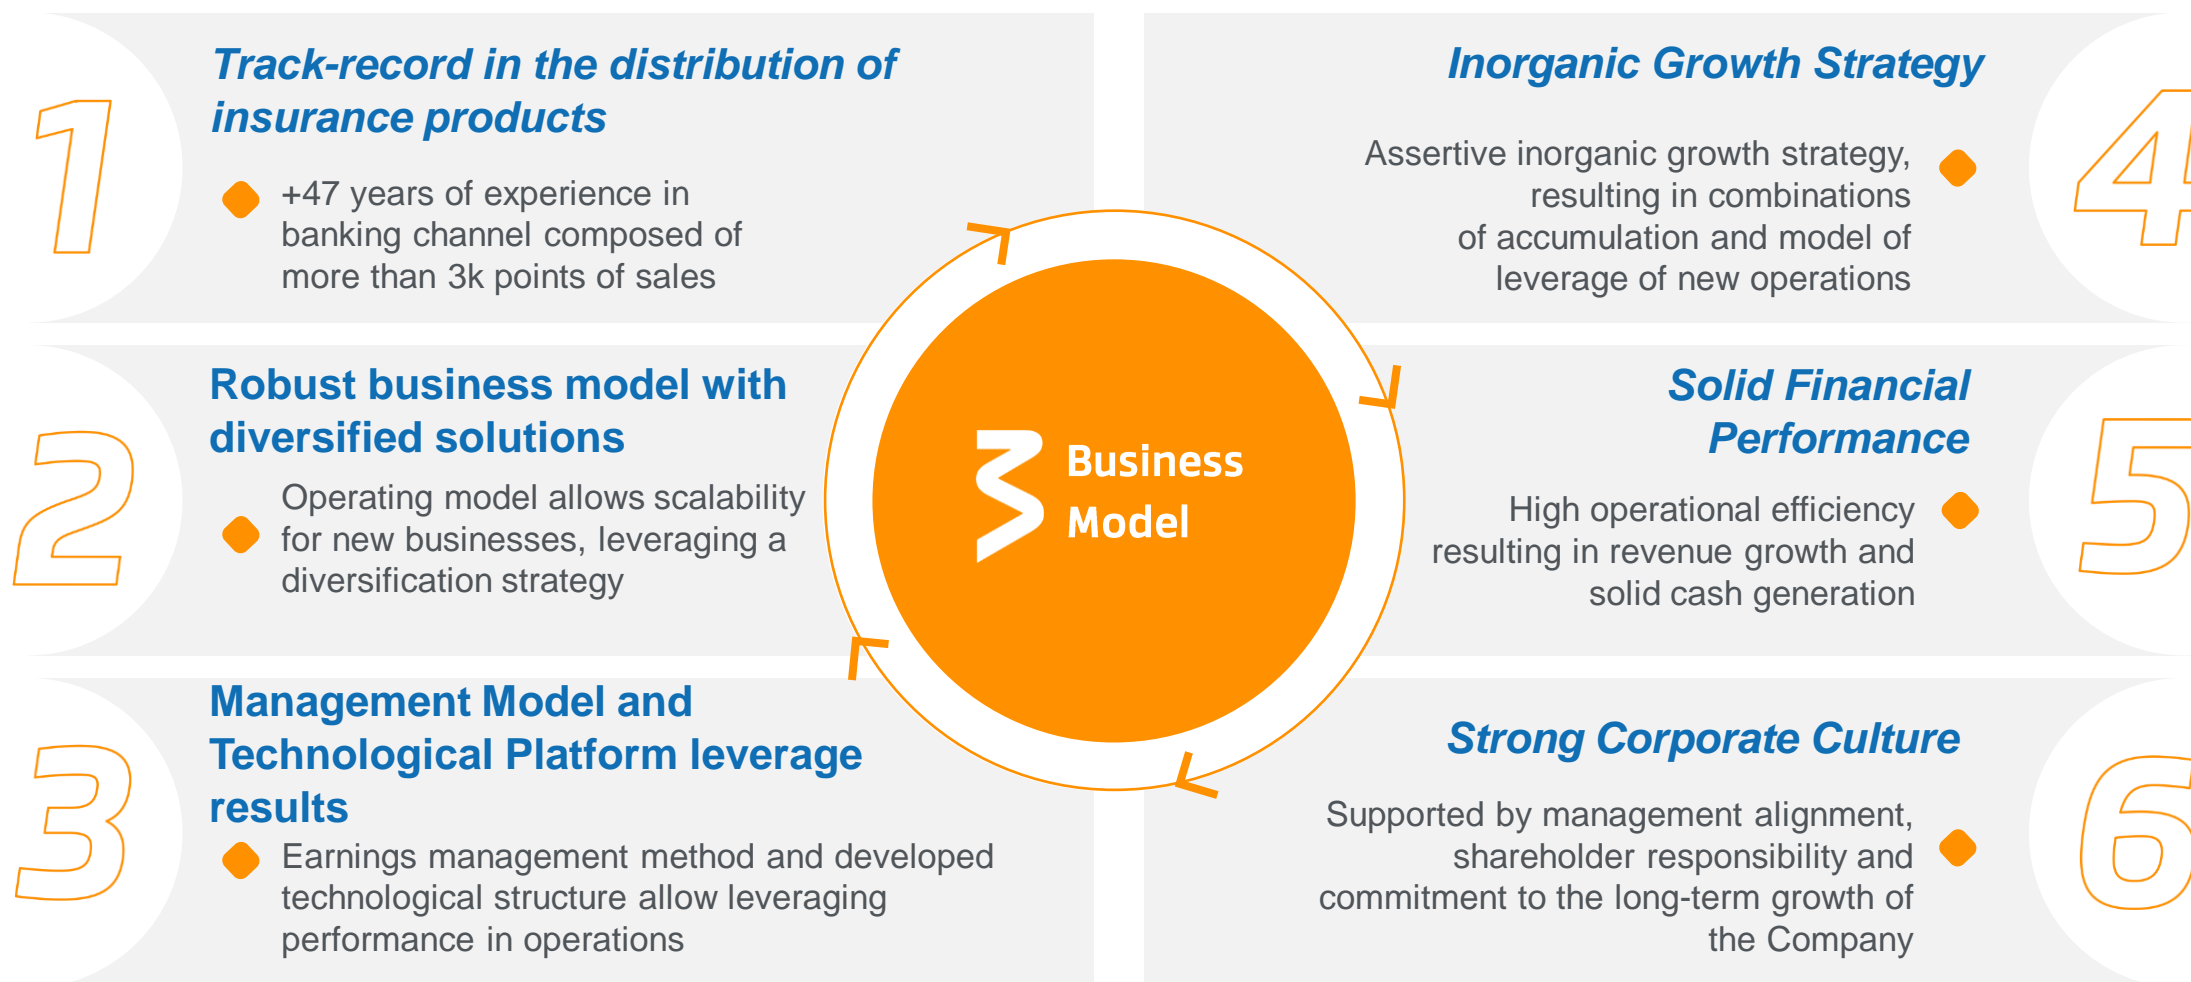 1
Track-record in the distribution of
insurance products
+47 years of experience in
banking channel composed of
more than 3k points of sales
2
Robust business model with
diversified solutions
Operating model allows scalability
for new businesses, leveraging a
diversification strategy
3
Management Model and
Technological Platform leverage
results
Earnings management method and developed
technological structure allow leveraging
performance in operations
Business
Model
4
Inorganic Growth Strategy
Assertive inorganic growth strategy,
resulting in combinations
of accumulation and model of
leverage of new operations
5
Solid Financial
Performance
High operational efficiency
resulting in revenue growth and
solid cash generation
6
Strong Corporate Culture
Supported by management alignment,
shareholder responsibility and
commitment to the long-term growth of
the Company